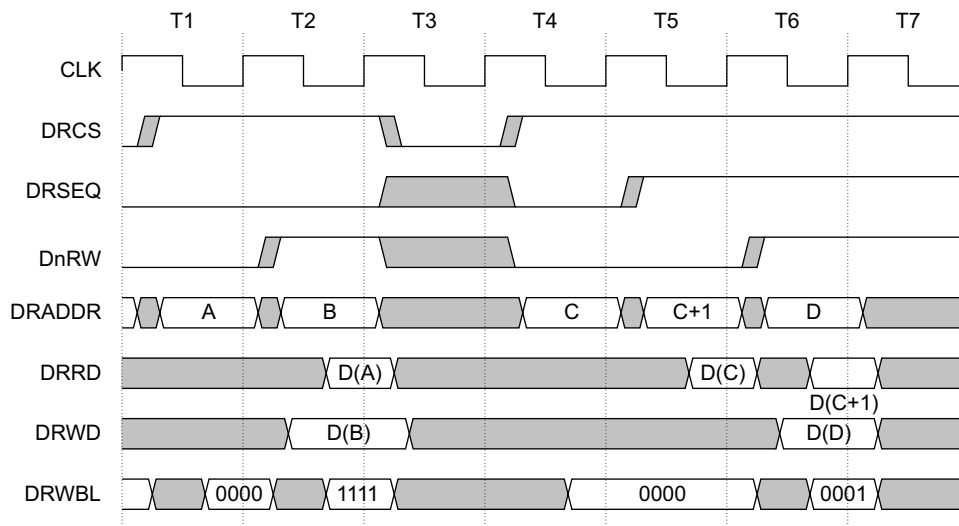 T1 T2 T3 T4 T5 T6 T7
CLK
DRCS
DRSEQ
DnRW
DRADDR A B C C+1 D
DRRD D(A) D(C)
D(C+1)
DRWD D(B) D(D)
DRWBL 0000 1111 0000 0001